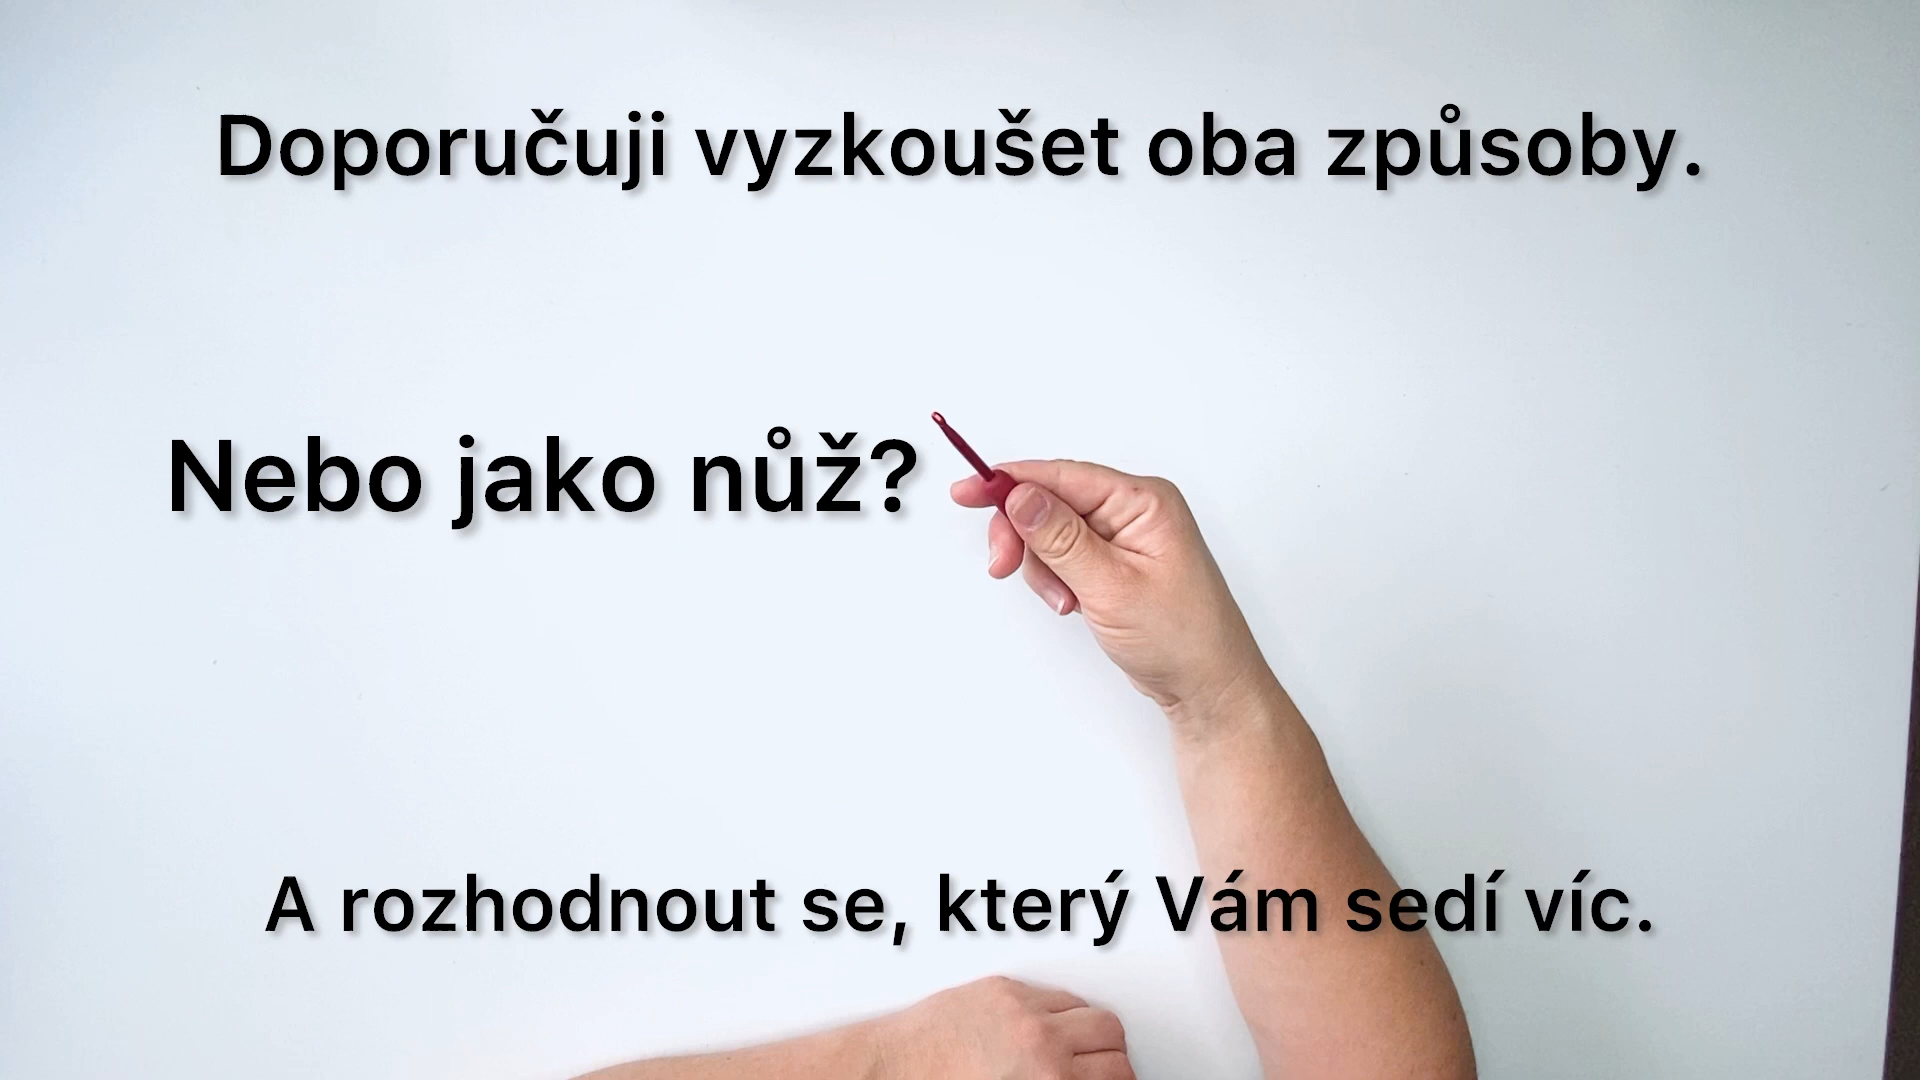 Doporučuji vyzkoušet oba způsoby.
Nebo jako nůž?
A rozhodnout se, který Vám sedí víc.